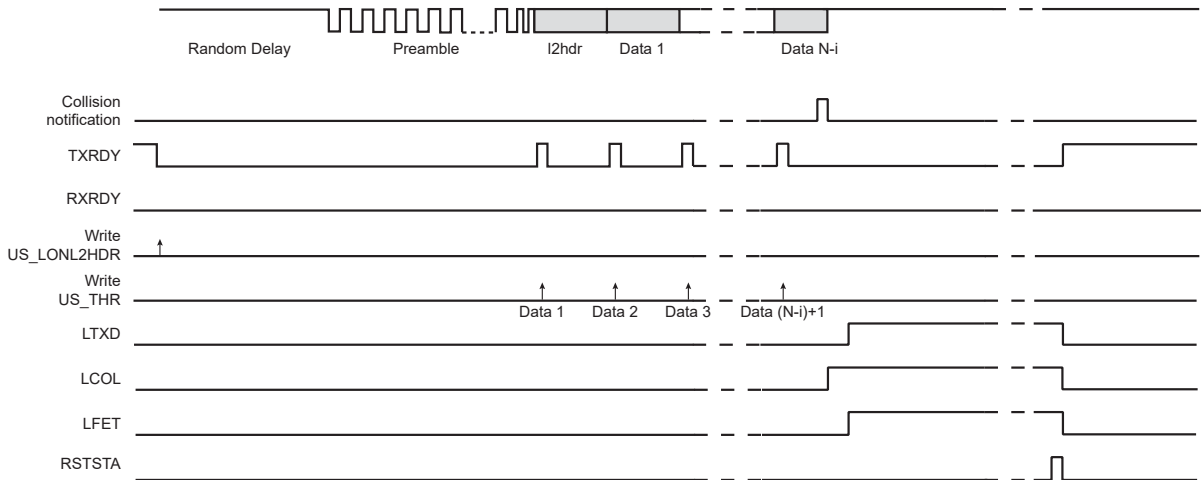 Random Delay Preamble l2hdr Data 1 Data N-i
Collision
notification
TXRDY
RXRDY
Write
US_LONL2HDR
Write
US_THR
Data 1 Data 2 Data 3 Data (N-i)+1
LTXD
LCOL
LFET
RSTSTA